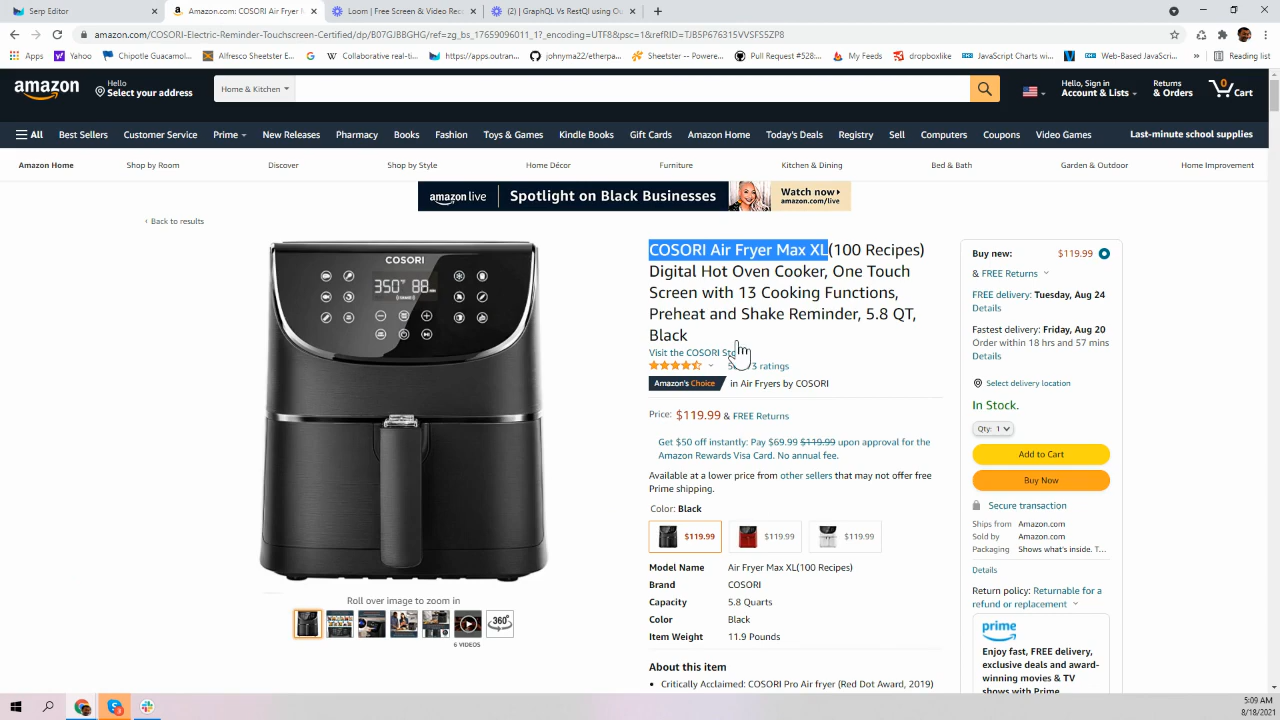 Serp Editor
Amazon.com: COSORI Air Fryer M
Loom | Free Screen & Video Rec
(2) | GraphQL Vs RestQl using Ou
amazon.com/COSORI-Electric-Reminder-Touchscreen-Certified/dp/B07GJBBGHG/ref=zg_bs_17659096011_1?_encoding=UTF8&psc=1&refRID=TJB5P676315VVSFS5ZP8
Apps
Yahoo
Chipotle Guacamol...
Alfresco Sheetster E...
Collaborative real-ti...
https://apps.outran...
johnyma22/etherpa...
Sheetster -- Powerf...
Pull Request #528:...
My Feeds
dropboxlike
JavaScript Charts wi...
Web-Based JavaScri...
Reading list
amazon
Hello
Select your address
Home & Kitchen
Hello, Sign in
Account & Lists
Returns
& Orders
0
Cart
All
Best Sellers
Customer Service
Prime
New Releases
Pharmacy
Books
Fashion
Toys & Games
Kindle Books
Gift Cards
Amazon Home
Today's Deals
Registry
Sell
Computers
Coupons
Video Games
Last-minute school supplies
Amazon Home
Shop by Room
Discover
Shop by Style
Home Décor
Furniture
Kitchen & Dining
Bed & Bath
Garden & Outdoor
Home Improvement
amazon live
Spotlight on Black Businesses
Watch now
amazon.com/live
‹ Back to results
COSORI
350 88
Roll over image to zoom in
360°
6 VIDEOS
COSORI Air Fryer Max XL(100 Recipes)
Digital Hot Oven Cooker, One Touch
Screen with 13 Cooking Functions,
Preheat and Shake Reminder, 5.8 QT,
Black
Visit the COSORI
ratings
Amazon's Choice
in Air Fryers by COSORI
Price: $119.99 & FREE Returns
Get $50 off instantly: Pay $69.99 $119.99 upon approval for the
Amazon Rewards Visa Card. No annual fee.
Available at a lower price from other sellers that may not offer free
Prime shipping.
Color: Black
$119.99
$119.99
$119.99
Model Name Air Fryer Max XL(100 Recipes)
Brand COSORI
Capacity 5.8 Quarts
Color Black
Item Weight 11.9 Pounds
About this item
• Critically Acclaimed: COSORI Pro Air fryer (Red Dot Award, 2019)
Buy new: $119.99
& FREE Returns
FREE delivery: Tuesday, Aug 24
Details
Fastest delivery: Friday, Aug 20
Order within 18 hrs and 57 mins
Details
Select delivery location
In Stock.
Qty: 1
Add to Cart
Buy Now
Secure transaction
Ships from Amazon.com
Sold by Amazon.com
Packaging Shows what's inside. T...
Details
Return policy: Returnable for a
refund or replacement
prime
Enjoy fast, FREE delivery,
exclusive deals and award-
winning movies & TV
shows with Prime
5:09 AM
8/18/2021